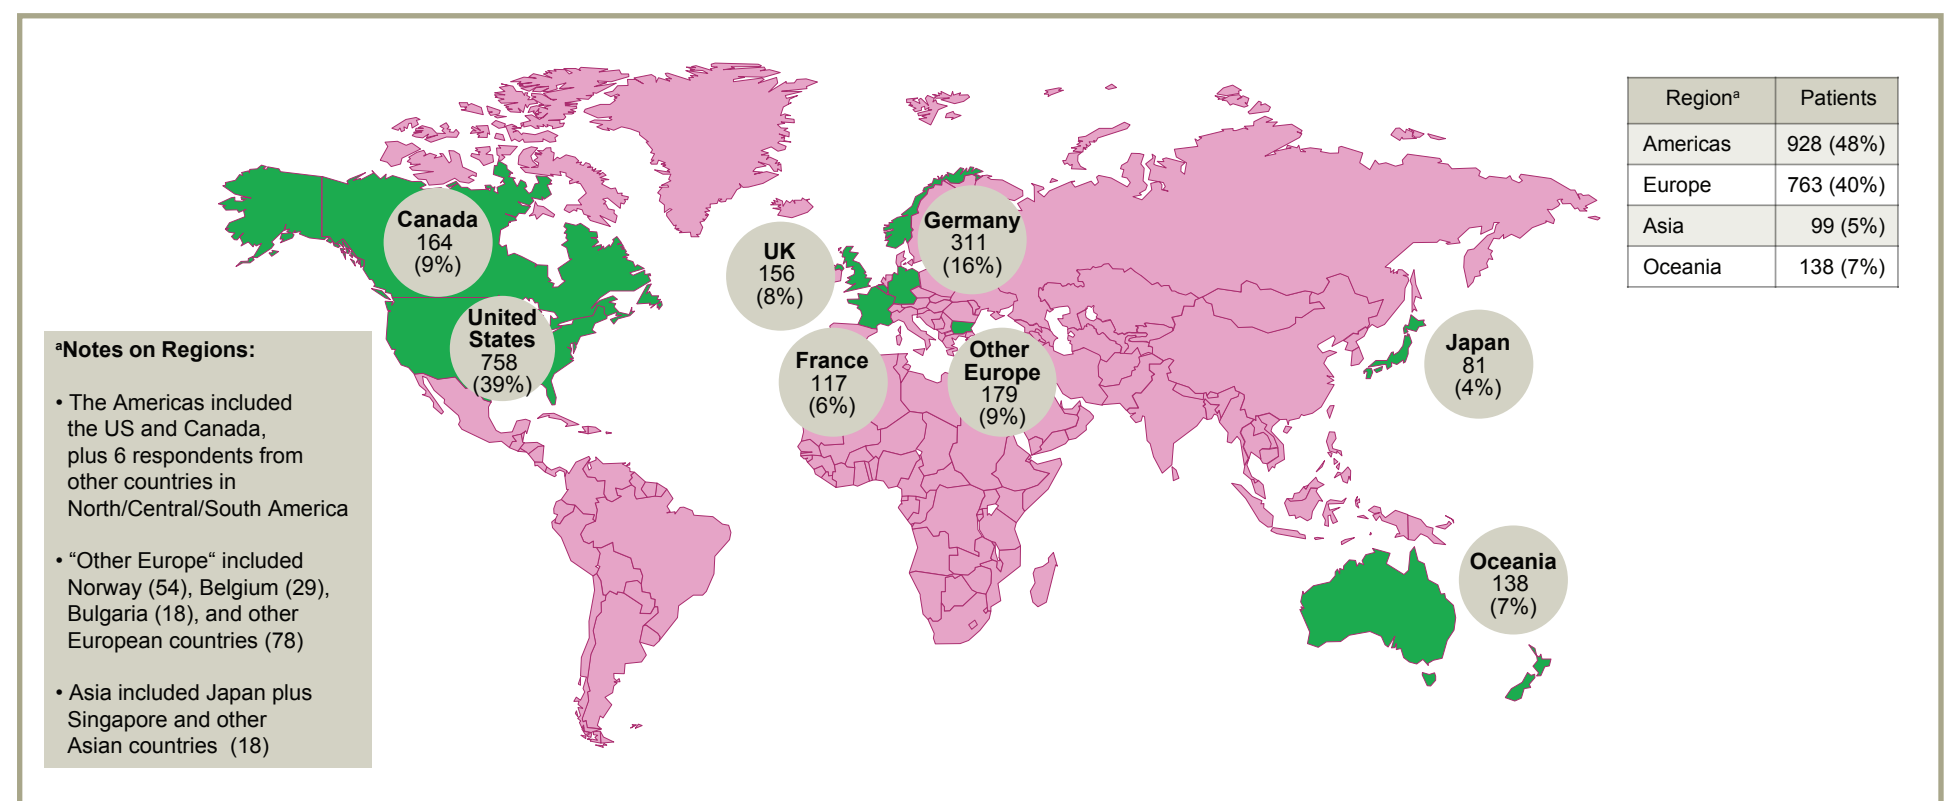 Canada
164
(9%)
United
States
758
(39%)
UK
156
(8%)
Germany
311
(16%)
France
117
(6%)
Other
Europe
179
(9%)
Japan
81
(4%)
Oceania
138
(7%)
Regionᵃ Patients
Americas 928 (48%)
Europe 763 (40%)
Asia 99 (5%)
Oceania 138 (7%)
ᵃNotes on Regions:
• The Americas included
the US and Canada,
plus 6 respondents from
other countries in
North/Central/South America
• “Other Europe“ included
Norway (54), Belgium (29),
Bulgaria (18), and other
European countries (78)
• Asia included Japan plus
Singapore and other
Asian countries (18)